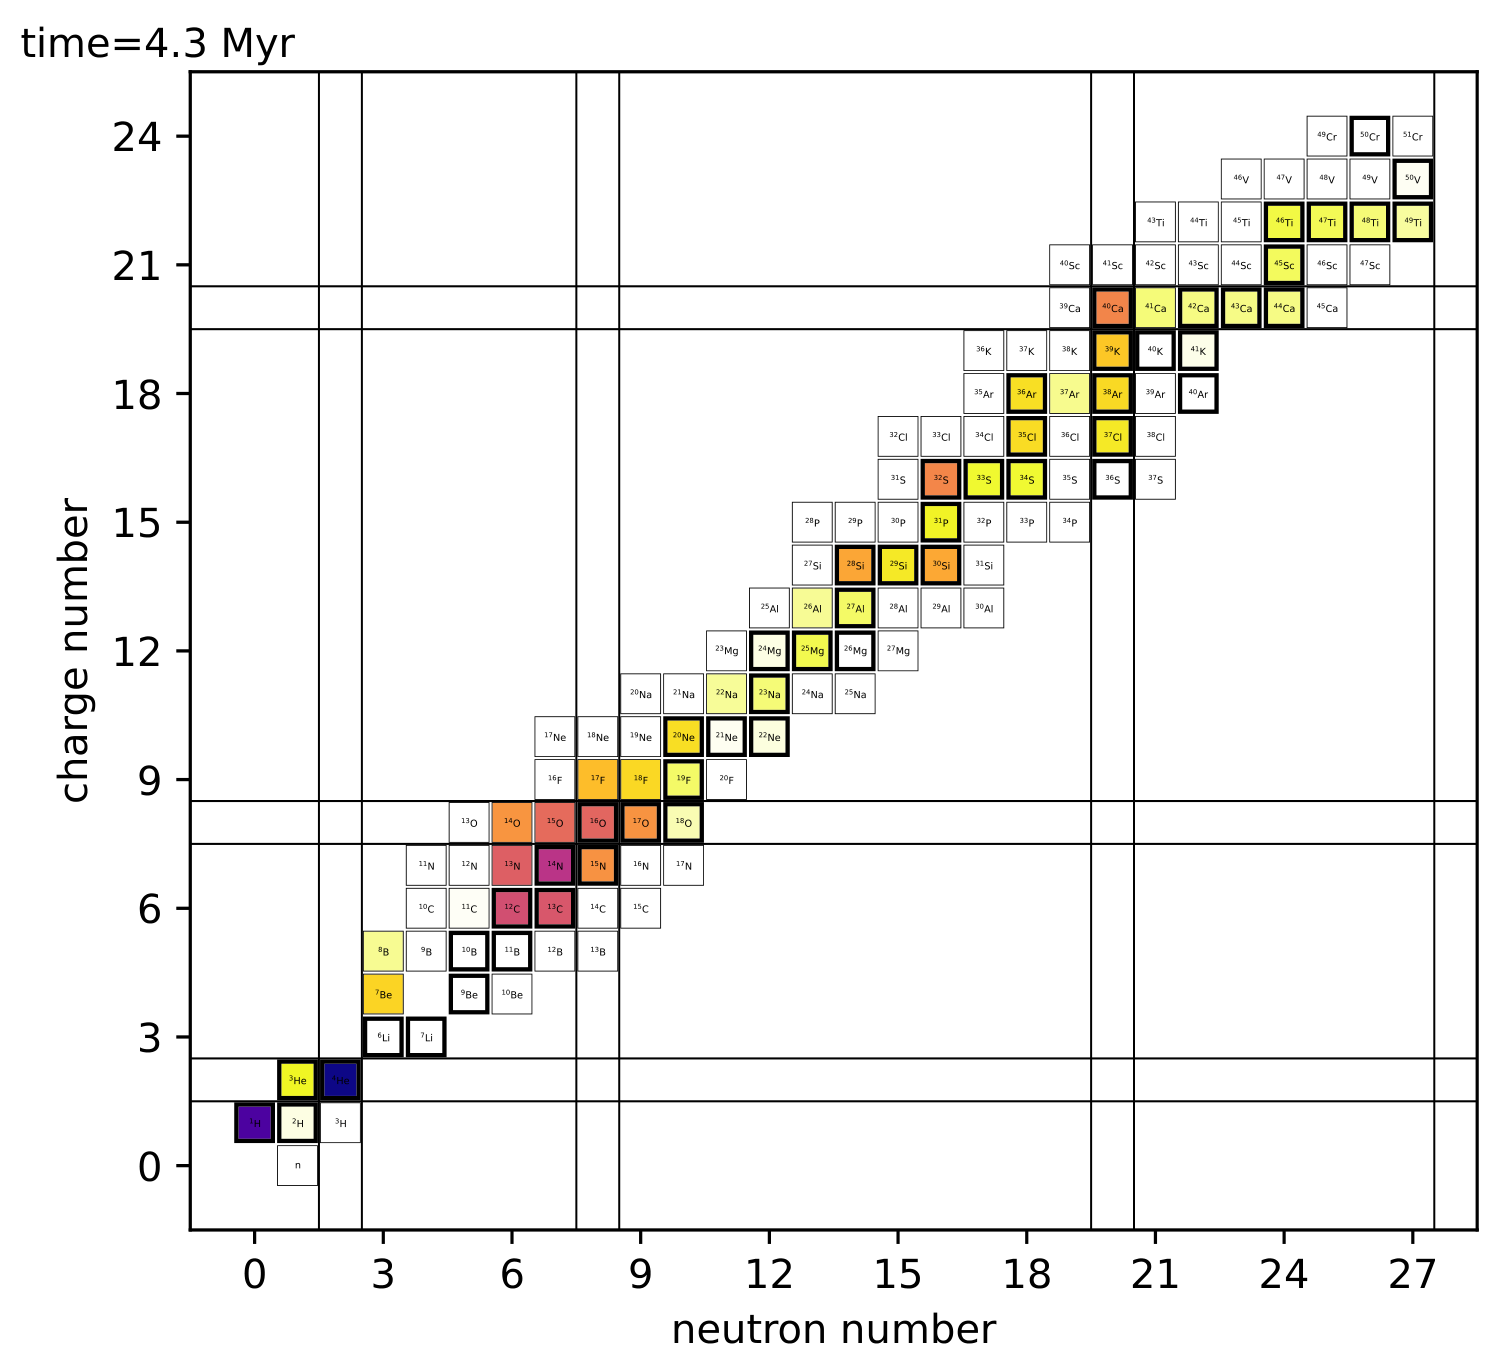 time=4.3 Myr
24
⁴⁹Cr ⁵⁰Cr ⁵¹Cr
⁴⁶V ⁴⁷V ⁴⁸V ⁴⁹V ⁵⁰V
⁴³Ti ⁴⁴Ti ⁴⁵Ti ⁴⁶Ti ⁴⁷Ti ⁴⁸Ti ⁴⁹Ti
21
⁴⁰Sc ⁴¹Sc ⁴²Sc ⁴³Sc ⁴⁴Sc ⁴⁵Sc ⁴⁶Sc ⁴⁷Sc
³⁹Ca ⁴⁰Ca ⁴¹Ca ⁴²Ca ⁴³Ca ⁴⁴Ca ⁴⁵Ca
³⁶K ³⁷K ³⁸K ³⁹K ⁴⁰K ⁴¹K
18
³⁵Ar ³⁶Ar ³⁷Ar ³⁸Ar ³⁹Ar ⁴⁰Ar
³²Cl ³³Cl ³⁴Cl ³⁵Cl ³⁶Cl ³⁷Cl ³⁸Cl
³¹S ³²S ³³S ³⁴S ³⁵S ³⁶S ³⁷S
15
²⁸P ²⁹P ³⁰P ³¹P ³²P ³³P ³⁴P
²⁷Si ²⁸Si ²⁹Si ³⁰Si ³¹Si
²⁵Al ²⁶Al ²⁷Al ²⁸Al ²⁹Al ³⁰Al
12
²³Mg ²⁴Mg ²⁵Mg ²⁶Mg ²⁷Mg
²⁰Na ²¹Na ²²Na ²³Na ²⁴Na ²⁵Na
¹⁷Ne ¹⁸Ne ¹⁹Ne ²⁰Ne ²¹Ne ²²Ne
9
¹⁶F ¹⁷F ¹⁸F ¹⁹F ²⁰F
¹³O ¹⁴O ¹⁵O ¹⁶O ¹⁷O ¹⁸O
¹¹N ¹²N ¹³N ¹⁴N ¹⁵N ¹⁶N ¹⁷N
6
¹⁰C ¹¹C ¹²C ¹³C ¹⁴C ¹⁵C
⁸B ⁹B ¹⁰B ¹¹B ¹²B ¹³B
⁷Be ⁹Be ¹⁰Be
3
⁶Li ⁷Li
³He ⁴He
¹H ²H ³H
0
n
charge number
0 3 6 9 12 15 18 21 24 27
neutron number